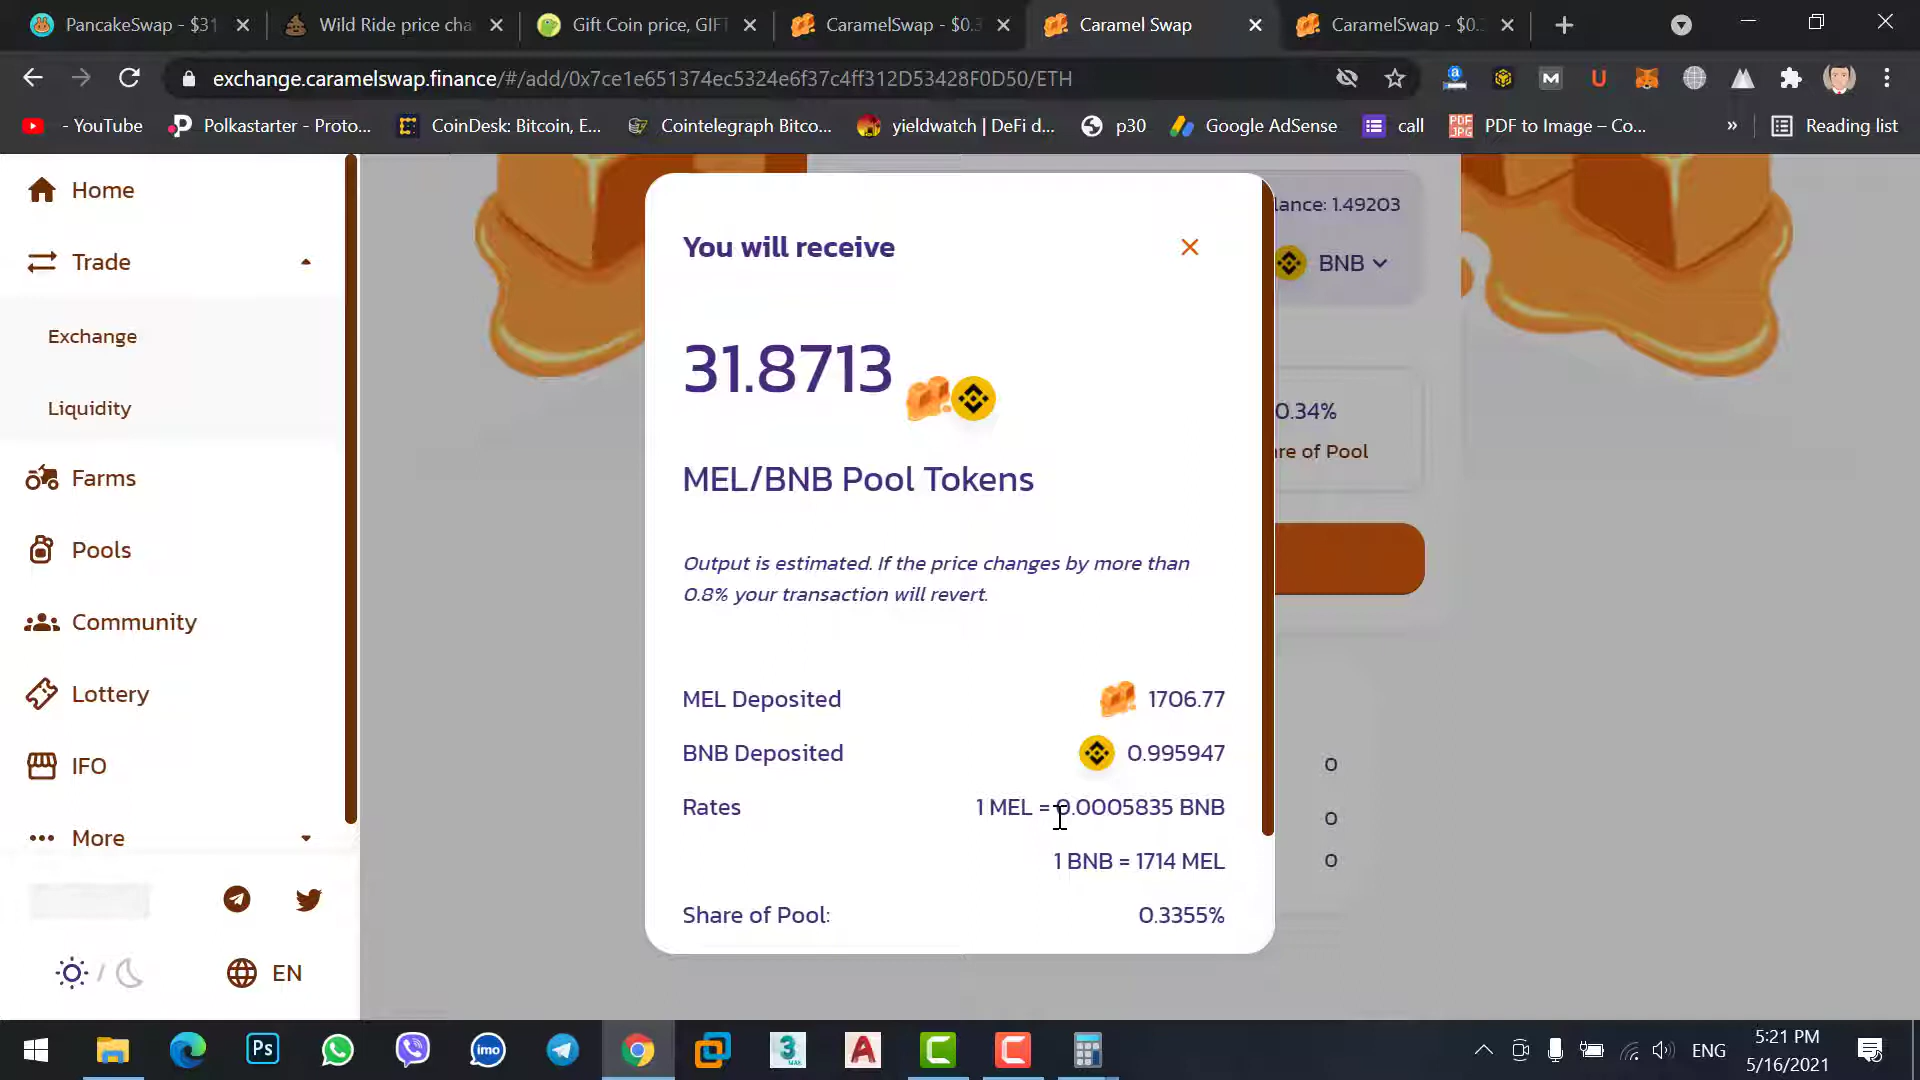 PancakeSwap - $31
Wild Ride price cha
Gift Coin price, GIF
CaramelSwap - $0.3
Caramel Swap
CaramelSwap - $0.
exchange.caramelswap.finance/#/add/0x7ce1e651374ec5324e6f37c4ff312D53428F0D50/ETH
- YouTube
Polkastarter - Proto...
CoinDesk: Bitcoin, E...
Cointelegraph Bitco...
yieldwatch | DeFi d...
p30
Google AdSense
call
PDF to Image – Co...
»
Reading list
Home
Trade
Exchange
Liquidity
Farms
Pools
Community
Lottery
IFO
More
/
EN
lance: 1.49203
BNB
0.34%
re of Pool
0
0
0
You will receive
31.8713
MEL/BNB Pool Tokens
Output is estimated. If the price changes by more than
0.8% your transaction will revert.
MEL Deposited
1706.77
BNB Deposited
0.995947
Rates
1 MEL = 0.0005835 BNB
1 BNB = 1714 MEL
Share of Pool:
0.3355%
Ps
imo
3
A
ENG
5:21 PM
5/16/2021